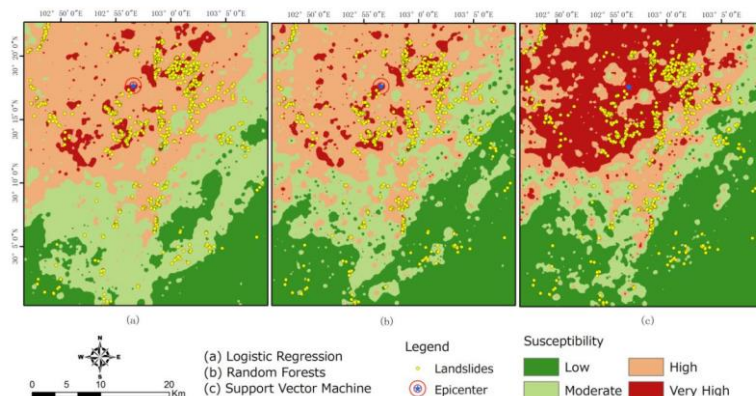 102° 50′ 0″E 102° 55′ 0″E 103° 0′ 0″E 103° 5′ 0″E
102° 50′ 0″E 102° 55′ 0″E 103° 0′ 0″E 103° 5′ 0″E
102° 50′ 0″E 102° 55′ 0″E 103° 0′ 0″E 103° 5′ 0″E
(a)
(b)
(c)
N
W E
S
0 5 10 20
Km
(a) Logistic Regression
(b) Random Forests
(c) Support Vector Machine
Legend
Landslides
Epicenter
Susceptibility
Low
High
Moderate
Very High